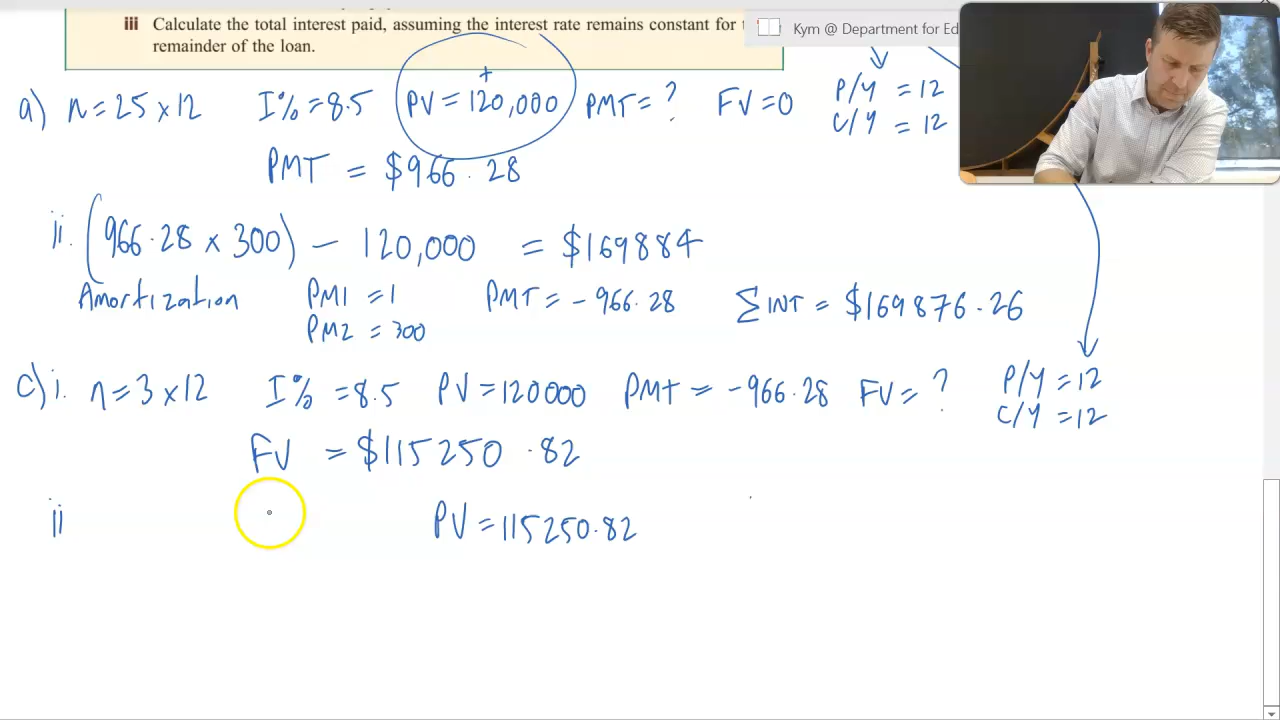 iii Calculate the total interest paid, assuming the interest rate remains constant for
remainder of the loan.
Kym @ Department for Ed
a) n = 25 x 12 I% = 8.5 PV = 120,000 PMT = ? FV = 0 P/Y = 12
+
C/Y = 12
PMT = $966.28
ii. (966.28 x 300) - 120,000 = $169884
Amortization PM1 = 1 PMT = -966.28 ΣINT = $169876.26
PM2 = 300
c) i. n = 3 x 12 I% = 8.5 PV = 120000 PMT = -966.28 FV = ? P/Y = 12
C/Y = 12
FV = $115250.82
ii PV = 115250.82